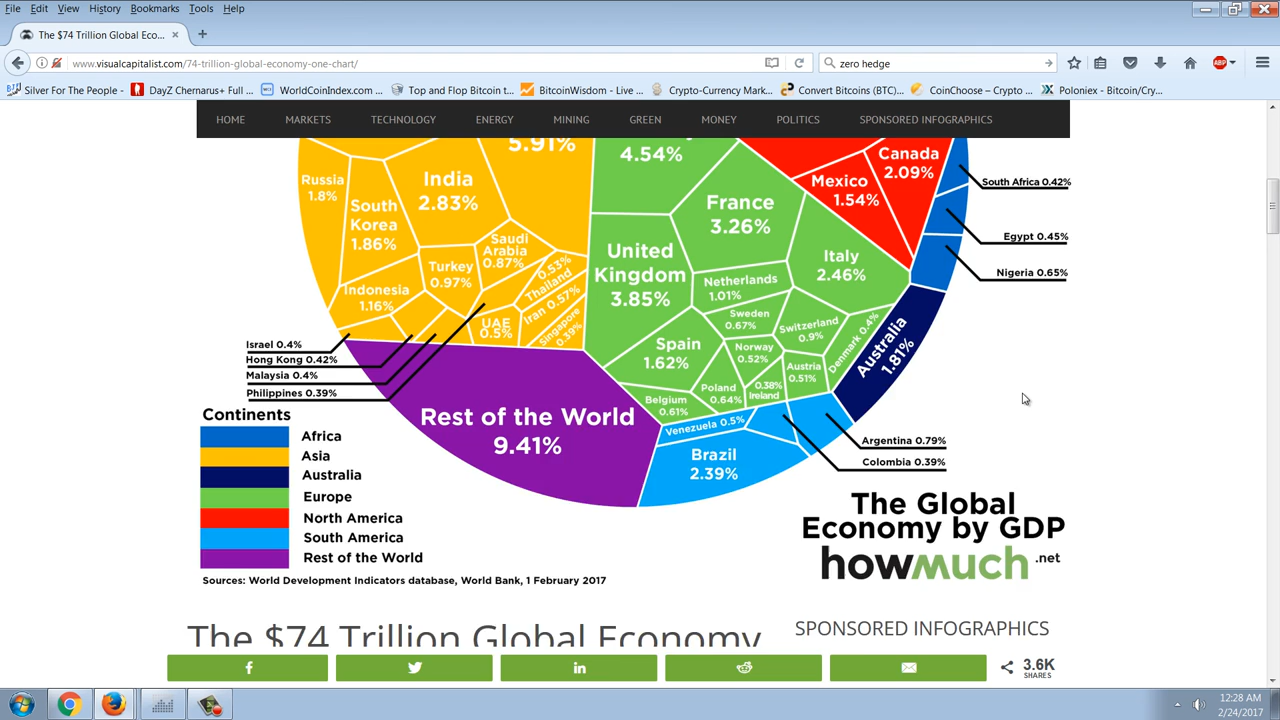 File Edit View History Bookmarks Tools Help
The $74 Trillion Global Eco...
www.visualcapitalist.com/74-trillion-global-economy-one-chart/
zero hedge
ABP
Silver For The People - ...
DayZ Chernarus+ Full ...
WorldCoinIndex.com ...
Top and Flop Bitcoin t...
BitcoinWisdom - Live ...
Crypto-Currency Mark...
Convert Bitcoins (BTC)...
CoinChoose – Crypto ...
Poloniex - Bitcoin/Cry...
HOME MARKETS TECHNOLOGY ENERGY MINING GREEN MONEY POLITICS SPONSORED INFOGRAPHICS
5.91%
4.54%
Russia
1.8%
South
Korea
1.86%
India
2.83%
Saudi
Arabia
0.87%
Turkey
0.97%
Indonesia
1.16%
0.53%
Thailand
Iran 0.57%
Singapore
0.39%
UAE
0.5%
Israel 0.4%
Hong Kong 0.42%
Malaysia 0.4%
Philippines 0.39%
United
Kingdom
3.85%
France
3.26%
Italy
2.46%
Netherlands
1.01%
Sweden
0.67%
Switzerland
0.9%
Denmark 0.4%
Spain
1.62%
Norway
0.52%
Austria
0.51%
Poland
0.64%
0.38%
Ireland
Belgium
0.61%
Mexico
1.54%
Canada
2.09%
South Africa 0.42%
Egypt 0.45%
Nigeria 0.65%
Australia
1.81%
Rest of the World
9.41%
Venezuela 0.5%
Brazil
2.39%
Argentina 0.79%
Colombia 0.39%
Continents
Africa
Asia
Australia
Europe
North America
South America
Rest of the World
The Global
Economy by GDP
howmuch.net
Sources: World Development Indicators database, World Bank, 1 February 2017
The $74 Trillion Global Economy
SPONSORED INFOGRAPHICS
3.6K
SHARES
12:28 AM
2/24/2017